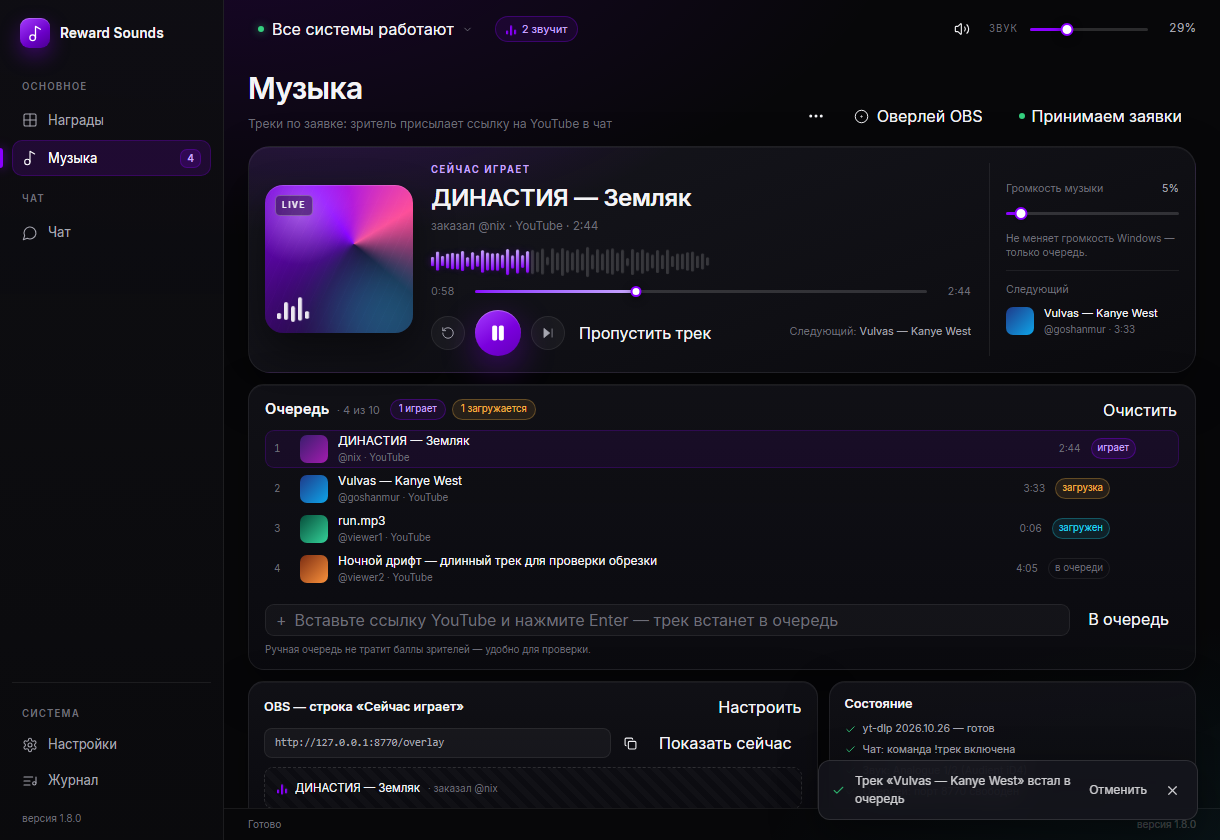 Reward Sounds
ОСНОВНОЕ
Награды
Музыка 4
ЧАТ
Чат
СИСТЕМА
Настройки
Журнал
версия 1.8.0
Все системы работают
2 звучит
ЗВУК 29%
Музыка
Треки по заявке: зритель присылает ссылку на YouTube в чат
Оверлей OBS
Принимаем заявки
LIVE
СЕЙЧАС ИГРАЕТ
ДИНАСТИЯ — Земляк
заказал @nix · YouTube · 2:44
0:58 2:44
Пропустить трек
Следующий: Vulvas — Kanye West
Громкость музыки 5%
Не меняет громкость Windows —
только очередь.
Следующий
Vulvas — Kanye West
@goshanmur · 3:33
Очередь · 4 из 10 1 играет 1 загружается Очистить
1 ДИНАСТИЯ — Земляк 2:44 играет
@nix · YouTube
2 Vulvas — Kanye West 3:33 загрузка
@goshanmur · YouTube
3 run.mp3 0:06 загружен
@viewer1 · YouTube
4 Ночной дрифт — длинный трек для проверки обрезки 4:05 в очереди
@viewer2 · YouTube
+ Вставьте ссылку YouTube и нажмите Enter — трек встанет в очередь В очередь
Ручная очередь не тратит баллы зрителей — удобно для проверки.
OBS — строка «Сейчас играет» Настроить
http://127.0.0.1:8770/overlay Показать сейчас
ДИНАСТИЯ — Земляк · заказал @nix
Состояние
yt-dlp 2026.10.26 — готов
Чат: команда !трек включена
Трек «Vulvas — Kanye West» встал в
очередь
Отменить
Готово
версия 1.8.0